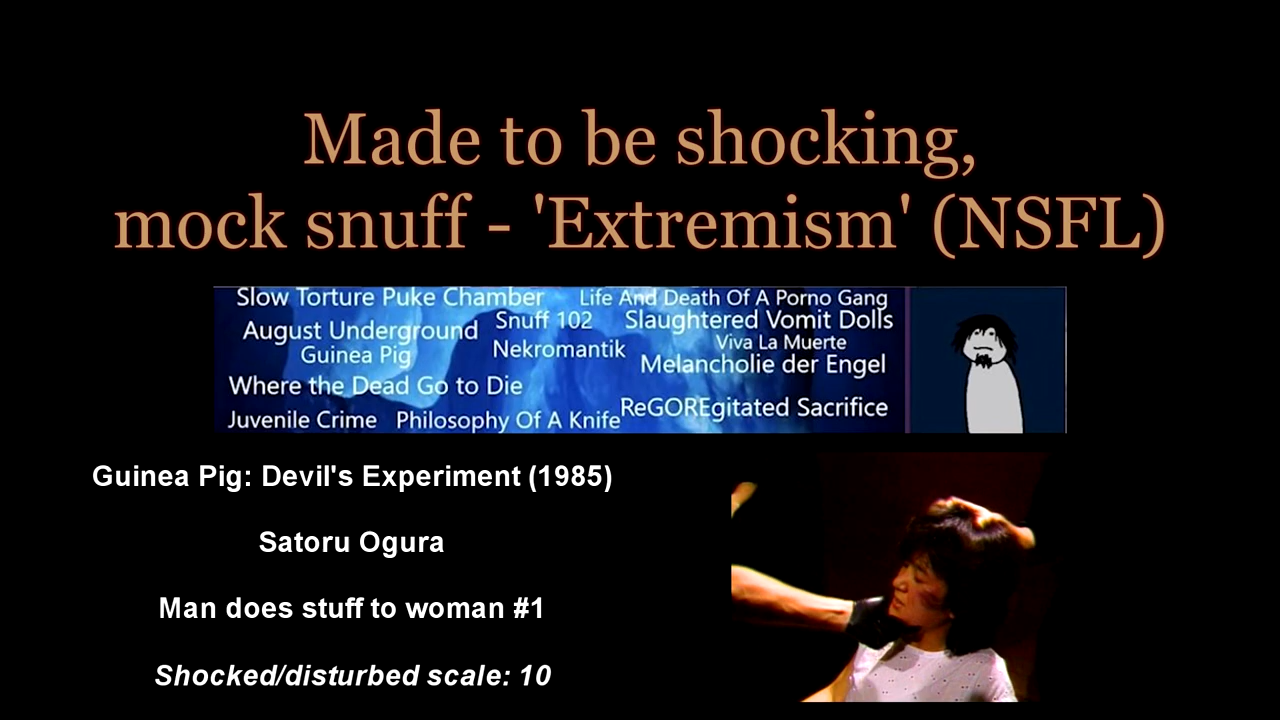 Made to be shocking,
mock snuff - 'Extremism' (NSFL)
Slow Torture Puke Chamber
Life And Death Of A Porno Gang
August Underground
Snuff 102
Slaughtered Vomit Dolls
Guinea Pig
Nekromantik
Viva La Muerte
Melancholie der Engel
Where the Dead Go to Die
ReGOREgitated Sacrifice
Juvenile Crime
Philosophy Of A Knife
Guinea Pig: Devil's Experiment (1985)
Satoru Ogura
Man does stuff to woman #1
Shocked/disturbed scale: 10